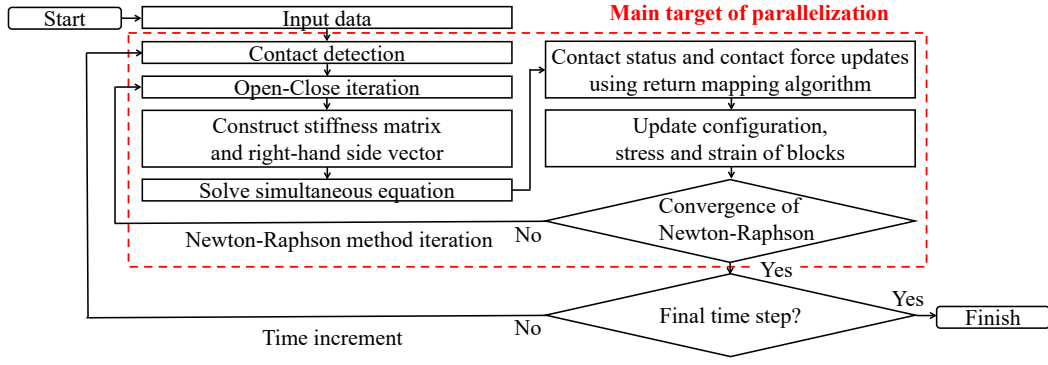 Start
Input data
Main target of parallelization
Contact detection
Open-Close iteration
Construct stiffness matrix
and right-hand side vector
Solve simultaneous equation
Contact status and contact force updates
using return mapping algorithm
Update configuration,
stress and strain of blocks
Convergence of
Newton-Raphson
No
Newton-Raphson method iteration
Yes
Final time step?
Yes
Finish
No
Time increment